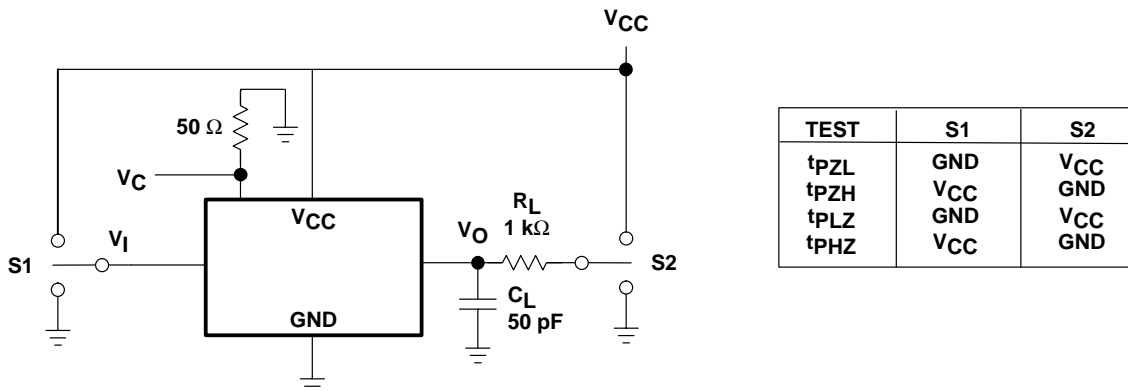 VCC
50 Ω
VC
VCC
RL
1 kΩ
VI
VO
S1
S2
CL
50 pF
GND
TEST S1 S2
tPZL GND VCC
tPZH VCC GND
tPLZ GND VCC
tPHZ VCC GND